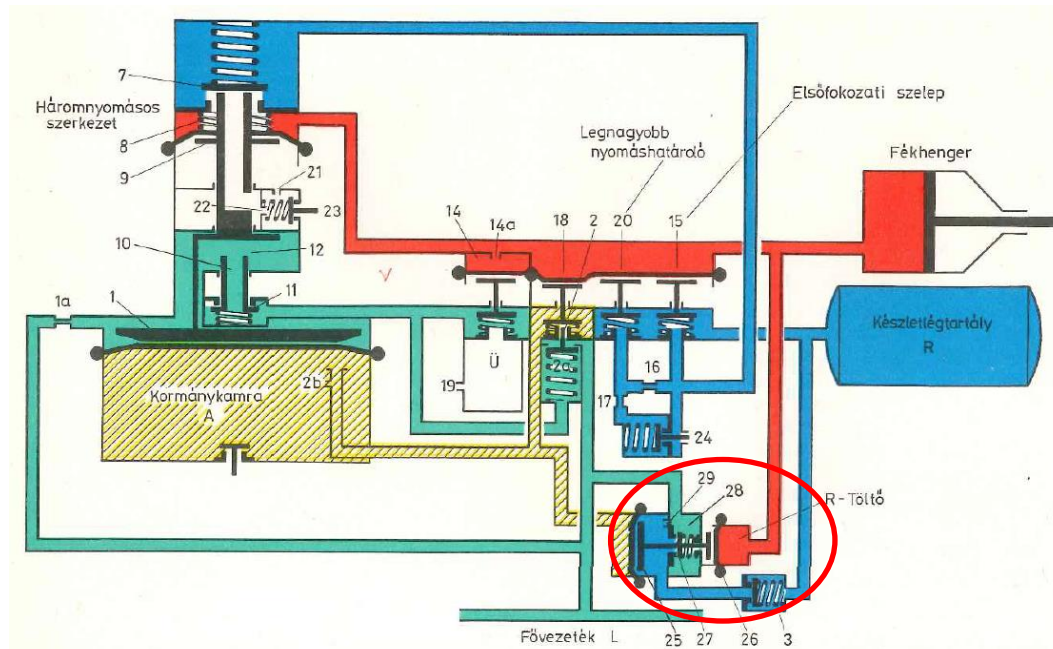 7
Háromnyomásos
szerkezet
8
9
21
22
23
10
12
11
1a
1
2b
Kormánykamra
A
14
14a
18
2
20
15
Legnagyobb
nyomáshatároló
Elsőfokozati szelep
Fékhenger
Készletlégtartály
R
Ü
19
2a
16
17
24
29
28
R-Töltő
Fővezeték L
25
27
26
3